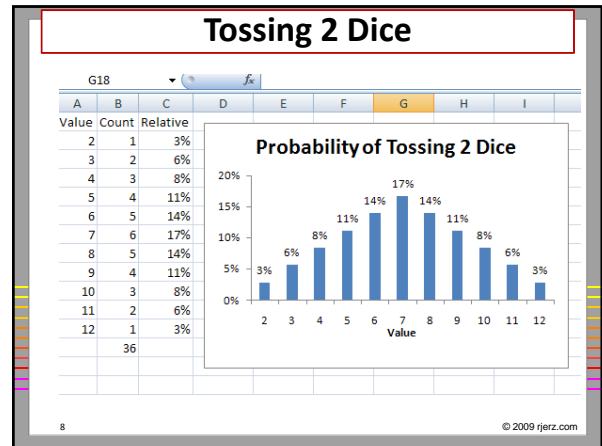 Tossing 2 Dice
G18 fx
A B C D E F G H I
Value Count Relative
2 1 3%
3 2 6%
4 3 8%
5 4 11%
6 5 14%
7 6 17%
8 5 14%
9 4 11%
10 3 8%
11 2 6%
12 1 3%
36
Probability of Tossing 2 Dice
20%
15%
10%
5%
0%
3% 6% 8% 11% 14% 17% 14% 11% 8% 6% 3%
2 3 4 5 6 7 8 9 10 11 12
Value
8
© 2009 rjerz.com